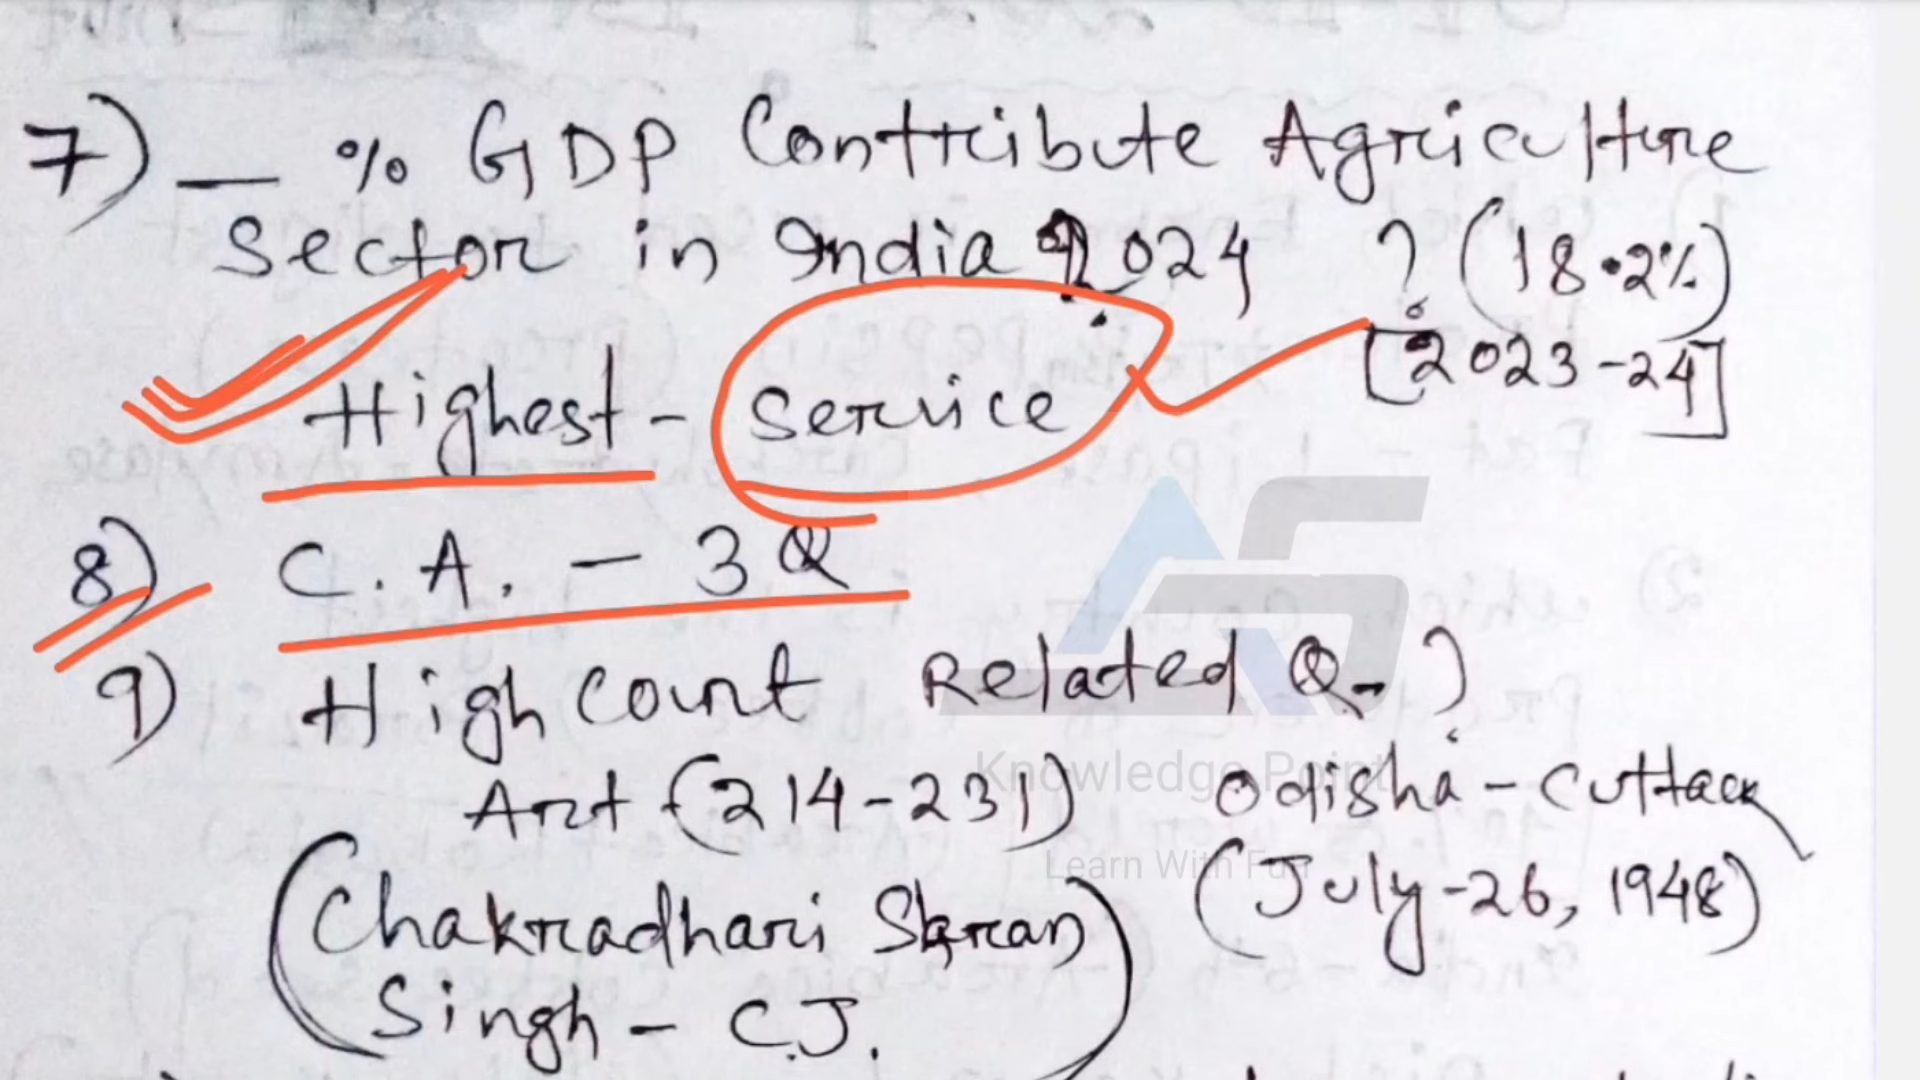 7) _ % GDP Contribute Agriculture
Sector in India 2024 ? (18.2%)
[2023-24]
Highest - Service
8) C.A. - 3Q
9) High Court Related Q-?
Art (214-231) Odisha - Cuttack
(July-26, 1948)
(Chakradhari Sharan
Singh - C.J.)
AS
Knowledge Point
Learn With Fun